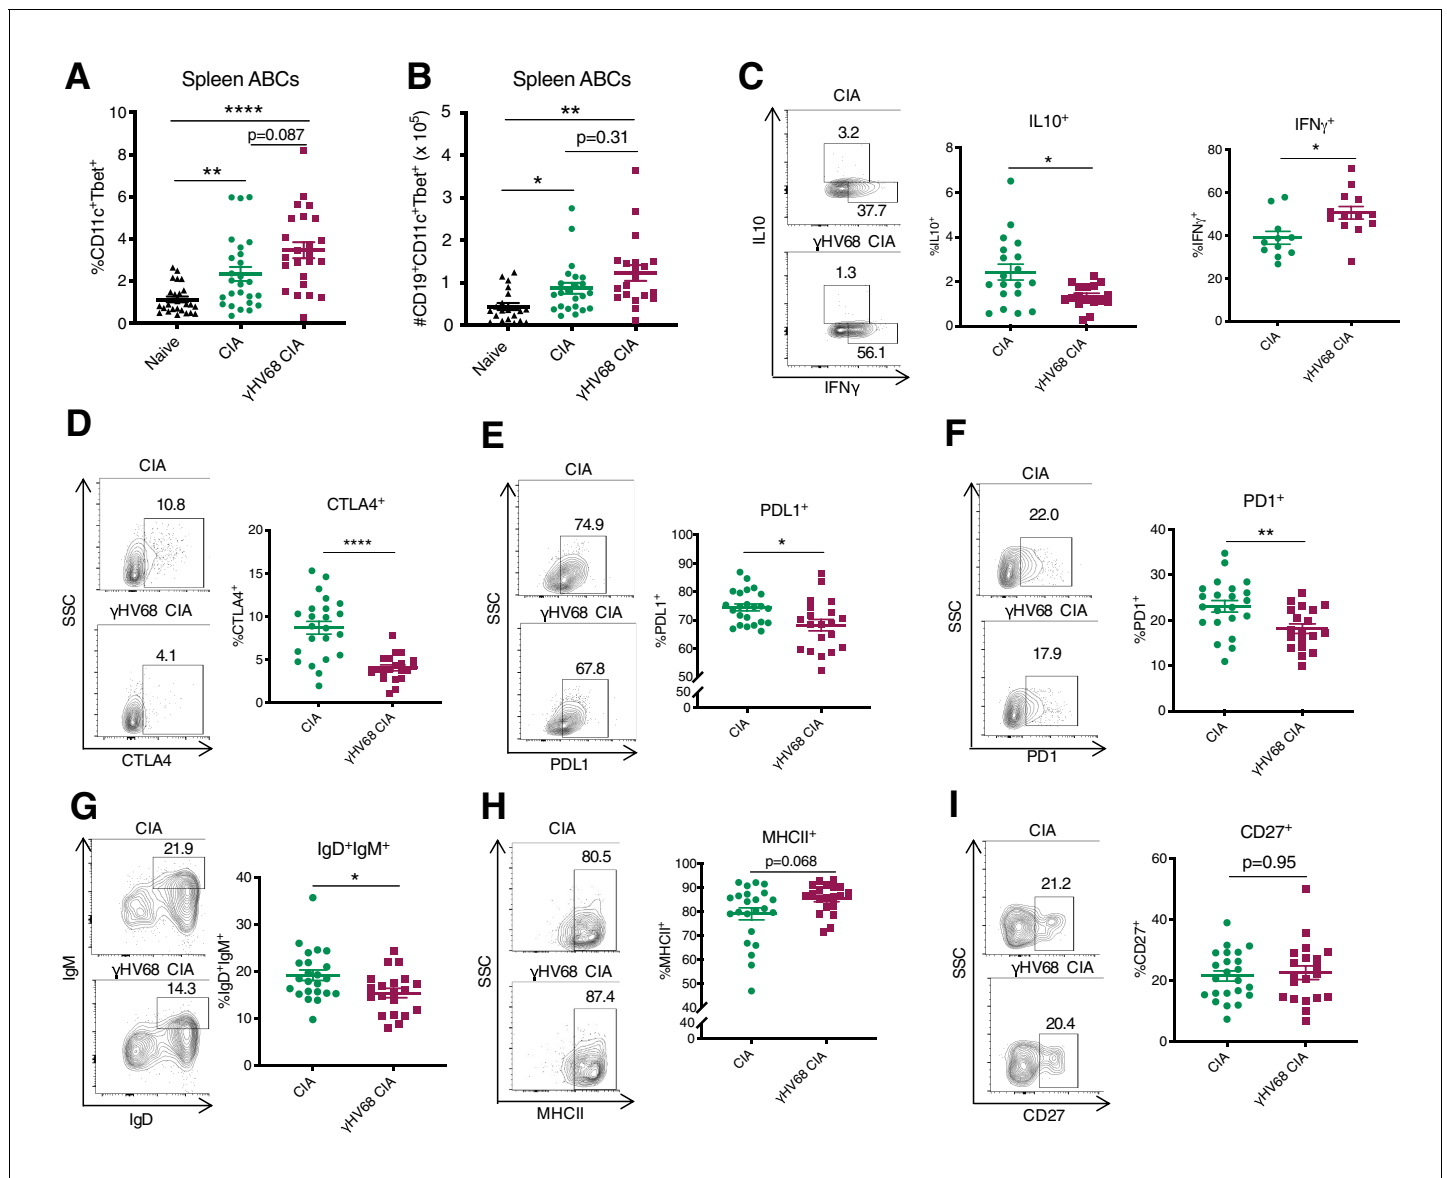 A
Spleen ABCs
%CD11c⁺Tbet⁺
10
8
6
4
2
0
****
p=0.087
**
Naive
CIA
γHV68 CIA
B
Spleen ABCs
#CD19⁺CD11c⁺Tbet⁺ (x 10⁵)
5
4
3
2
1
0
**
p=0.31
*
Naive
CIA
γHV68 CIA
C
CIA
3.2
37.7
γHV68 CIA
1.3
56.1
IL10
IFNγ
IL10⁺
%IL10⁺
8
6
4
2
0
*
CIA
γHV68 CIA
IFNγ⁺
%IFNγ⁺
80
60
40
20
0
*
CIA
γHV68 CIA
D
CIA
10.8
γHV68 CIA
4.1
SSC
CTLA4
CTLA4⁺
%CTLA4⁺
20
15
10
5
0
****
CIA
γHV68 CIA
E
CIA
74.9
γHV68 CIA
67.8
SSC
PDL1
PDL1⁺
%PDL1⁺
100
90
80
70
60
50
50
0
*
CIA
γHV68 CIA
F
CIA
22.0
γHV68 CIA
17.9
SSC
PD1
PD1⁺
%PD1⁺
40
30
20
10
0
**
CIA
γHV68 CIA
G
CIA
21.9
γHV68 CIA
14.3
IgM
IgD
IgD⁺IgM⁺
%IgD⁺IgM⁺
40
30
20
10
0
*
CIA
γHV68 CIA
H
CIA
80.5
γHV68 CIA
87.4
SSC
MHCII
MHCII⁺
p=0.068
%MHCII⁺
100
90
80
70
60
50
40
40
0
CIA
γHV68 CIA
I
CIA
21.2
γHV68 CIA
20.4
SSC
CD27
CD27⁺
p=0.95
%CD27⁺
60
40
20
0
CIA
γHV68 CIA